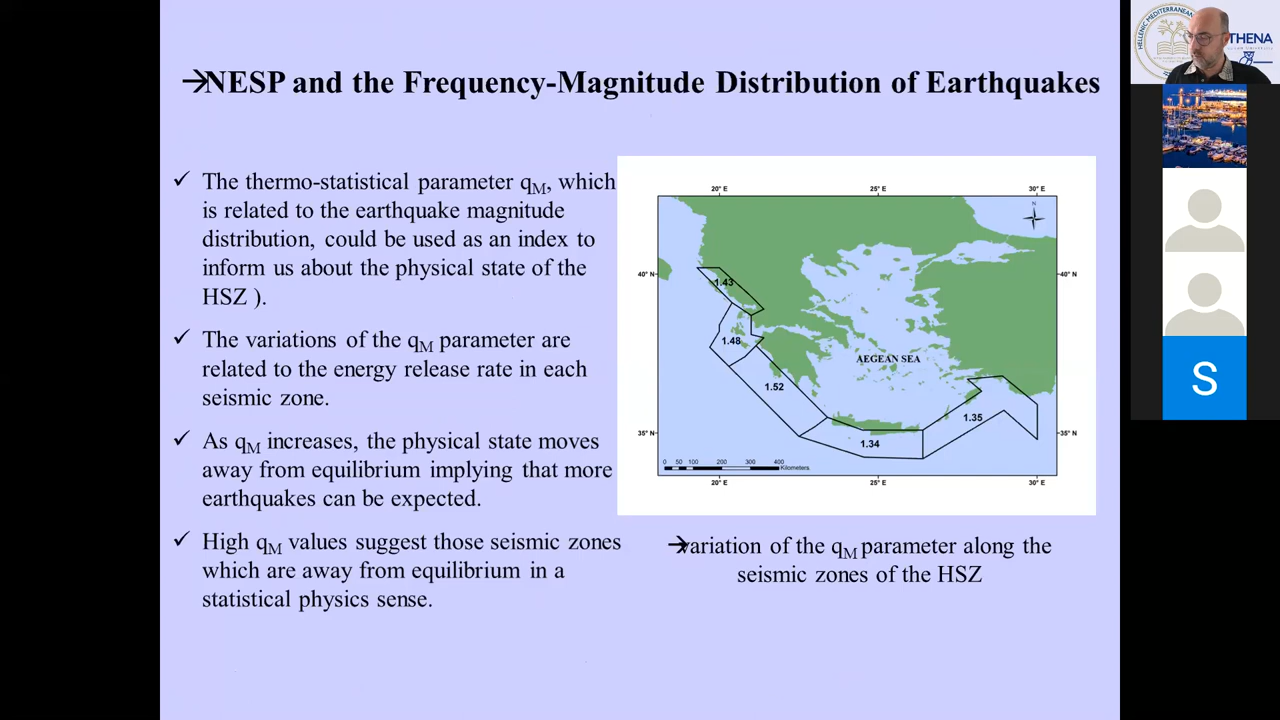 →NESP and the Frequency-Magnitude Distribution of Earthquakes
✓ The thermo-statistical parameter qM, which
is related to the earthquake magnitude
distribution, could be used as an index to
inform us about the physical state of the
HSZ ).
✓ The variations of the qM parameter are
related to the energy release rate in each
seismic zone.
✓ As qM increases, the physical state moves
away from equilibrium implying that more
earthquakes can be expected.
✓ High qM values suggest those seismic zones
which are away from equilibrium in a
statistical physics sense.
20° E 25° E 30° E
N
40° N 40° N
1.43
1.48
AEGEAN SEA
1.52
1.35
35° N 35° N
1.34
0 50 100 200 300 400
Kilometers
20° E 25° E 30° E
→variation of the qM parameter along the
seismic zones of the HSZ
HELLENIC MEDITERRANEAN
THENA
S